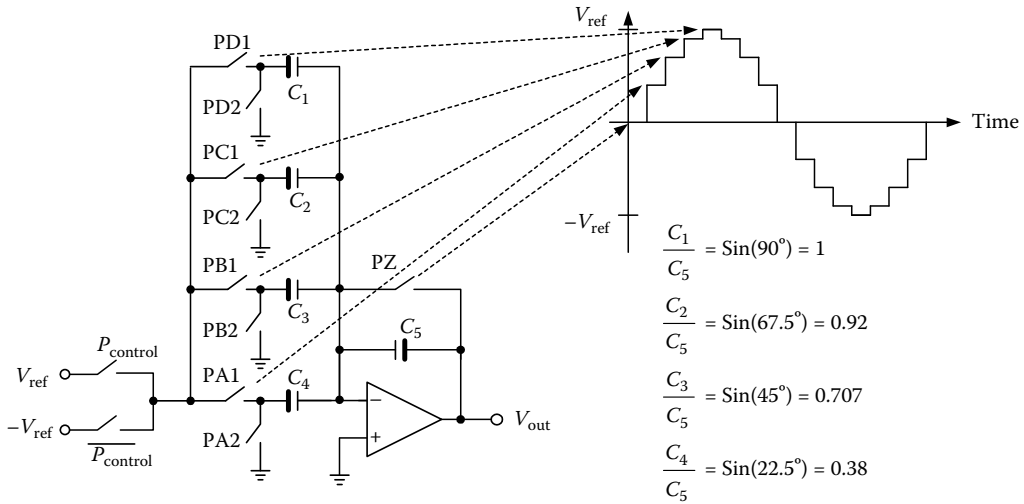 V_ref
PD1
C_1
PD2
Time
PC1
C_2
PC2
−V_ref
C_1/C_5 = Sin(90°) = 1
PB1
PZ
C_3
PB2
C_5
C_2/C_5 = Sin(67.5°) = 0.92
P_control
V_ref
PA1
C_4
−
C_3/C_5 = Sin(45°) = 0.707
−V_ref
+
V_out
P_control
PA2
C_4/C_5 = Sin(22.5°) = 0.38